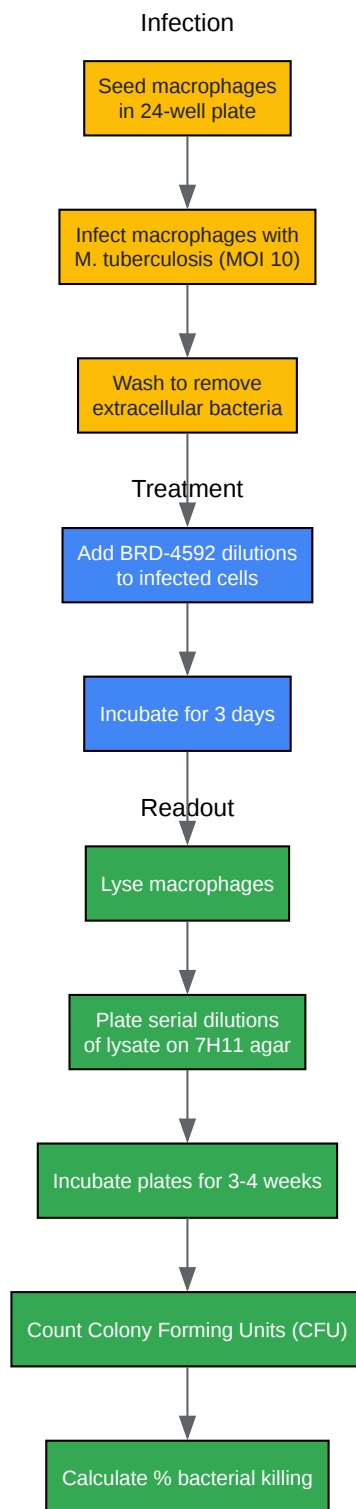 Infection
Seed macrophages
in 24-well plate
Infect macrophages with
M. tuberculosis (MOI 10)
Wash to remove
extracellular bacteria
Treatment
Add BRD-4592 dilutions
to infected cells
Incubate for 3 days
Readout
Lyse macrophages
Plate serial dilutions
of lysate on 7H11 agar
Incubate plates for 3-4 weeks
Count Colony Forming Units (CFU)
Calculate % bacterial killing